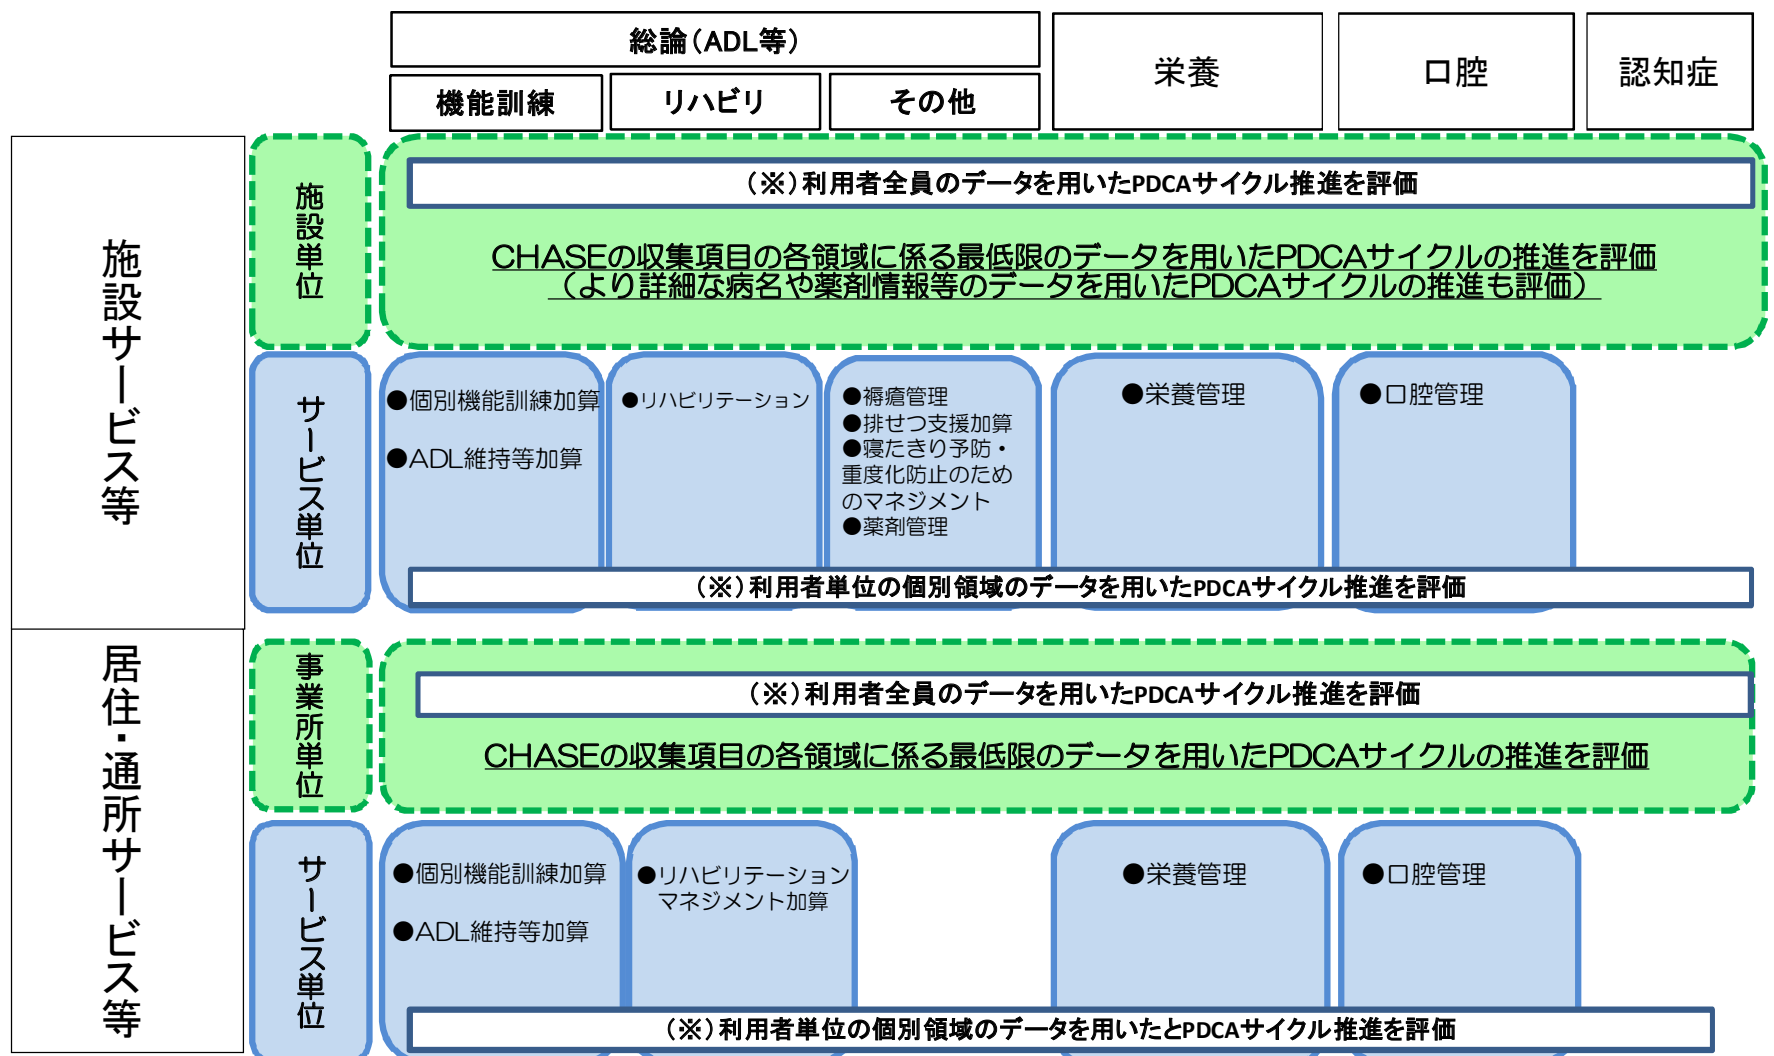 総論（ADL等）
栄養
口腔
認知症
機能訓練
リハビリ
その他
施設サービス等
施設単位
（※）利用者全員のデータを用いたPDCAサイクル推進を評価
CHASEの収集項目の各領域に係る最低限のデータを用いたPDCAサイクルの推進を評価
（より詳細な病名や薬剤情報等のデータを用いたPDCAサイクルの推進も評価）
サービス単位
●個別機能訓練加算
●ADL維持等加算
●リハビリテーション
●褥瘡管理
●排せつ支援加算
●寝たきり予防・
重度化防止のため
のマネジメント
●薬剤管理
●栄養管理
●口腔管理
（※）利用者単位の個別領域のデータを用いたPDCAサイクル推進を評価
居住・通所サービス等
事業所単位
（※）利用者全員のデータを用いたPDCAサイクル推進を評価
CHASEの収集項目の各領域に係る最低限のデータを用いたPDCAサイクルの推進を評価
サービス単位
●個別機能訓練加算
●ADL維持等加算
●リハビリテーション
マネジメント加算
●栄養管理
●口腔管理
（※）利用者単位の個別領域のデータを用いたとPDCAサイクル推進を評価